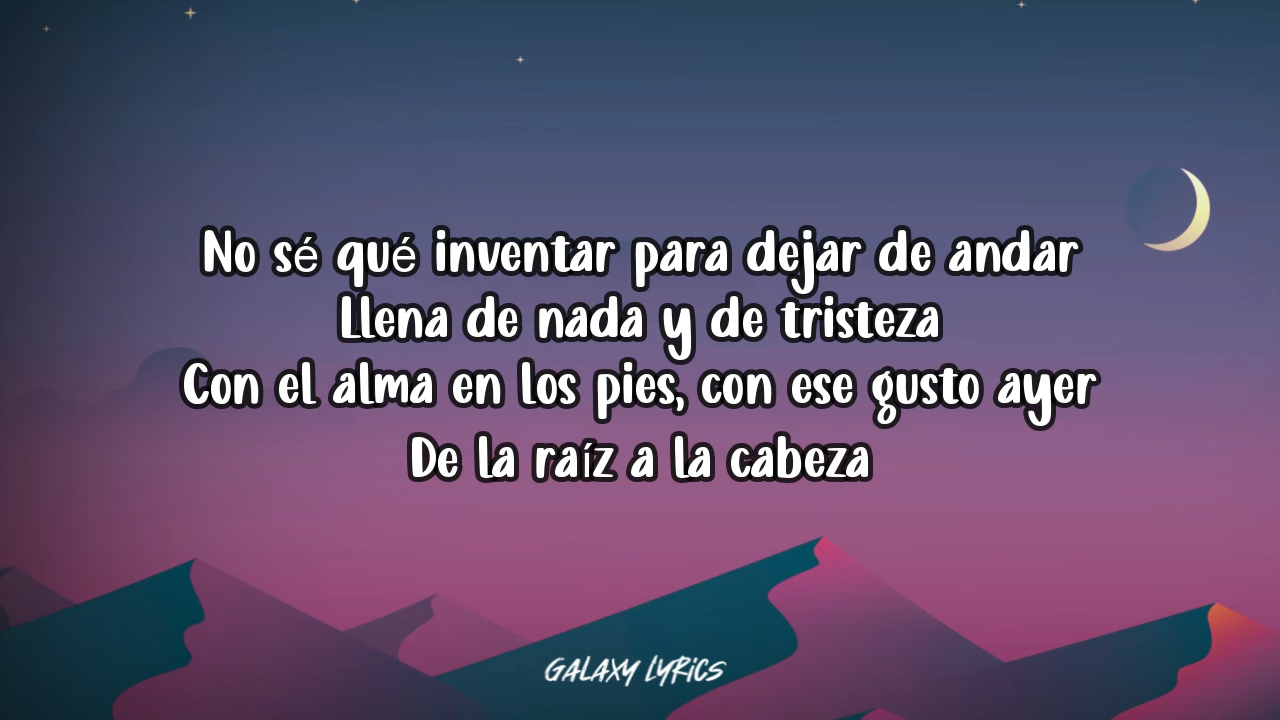 No sé qué inventar para dejar de andar
Llena de nada y de tristeza
Con el alma en los pies, con ese gusto ayer
De la raíz a la cabeza
GALAXY LYRICS